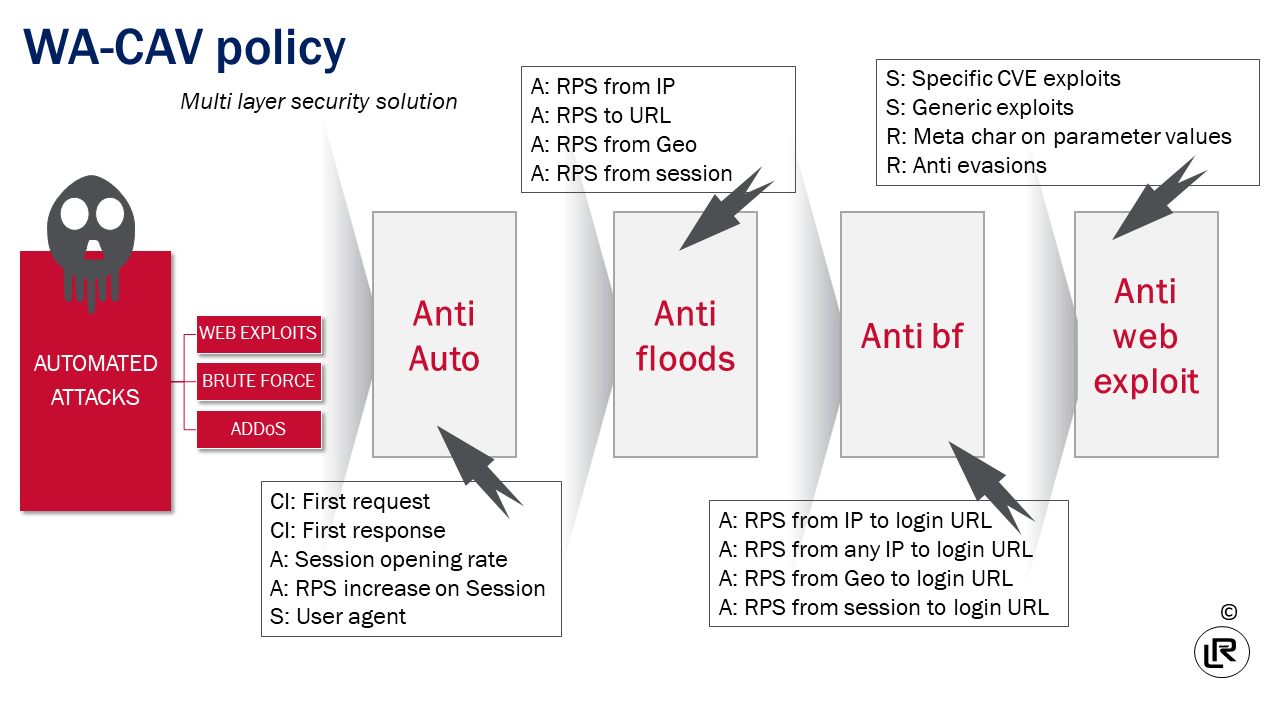 WA-CAV policy
Multi layer security solution
A: RPS from IP
A: RPS to URL
A: RPS from Geo
A: RPS from session
S: Specific CVE exploits
S: Generic exploits
R: Meta char on parameter values
R: Anti evasions
AUTOMATED
ATTACKS
WEB EXPLOITS
BRUTE FORCE
ADDoS
Anti
Auto
Anti
floods
Anti bf
Anti
web
exploit
CI: First request
CI: First response
A: Session opening rate
A: RPS increase on Session
S: User agent
A: RPS from IP to login URL
A: RPS from any IP to login URL
A: RPS from Geo to login URL
A: RPS from session to login URL
©
LR